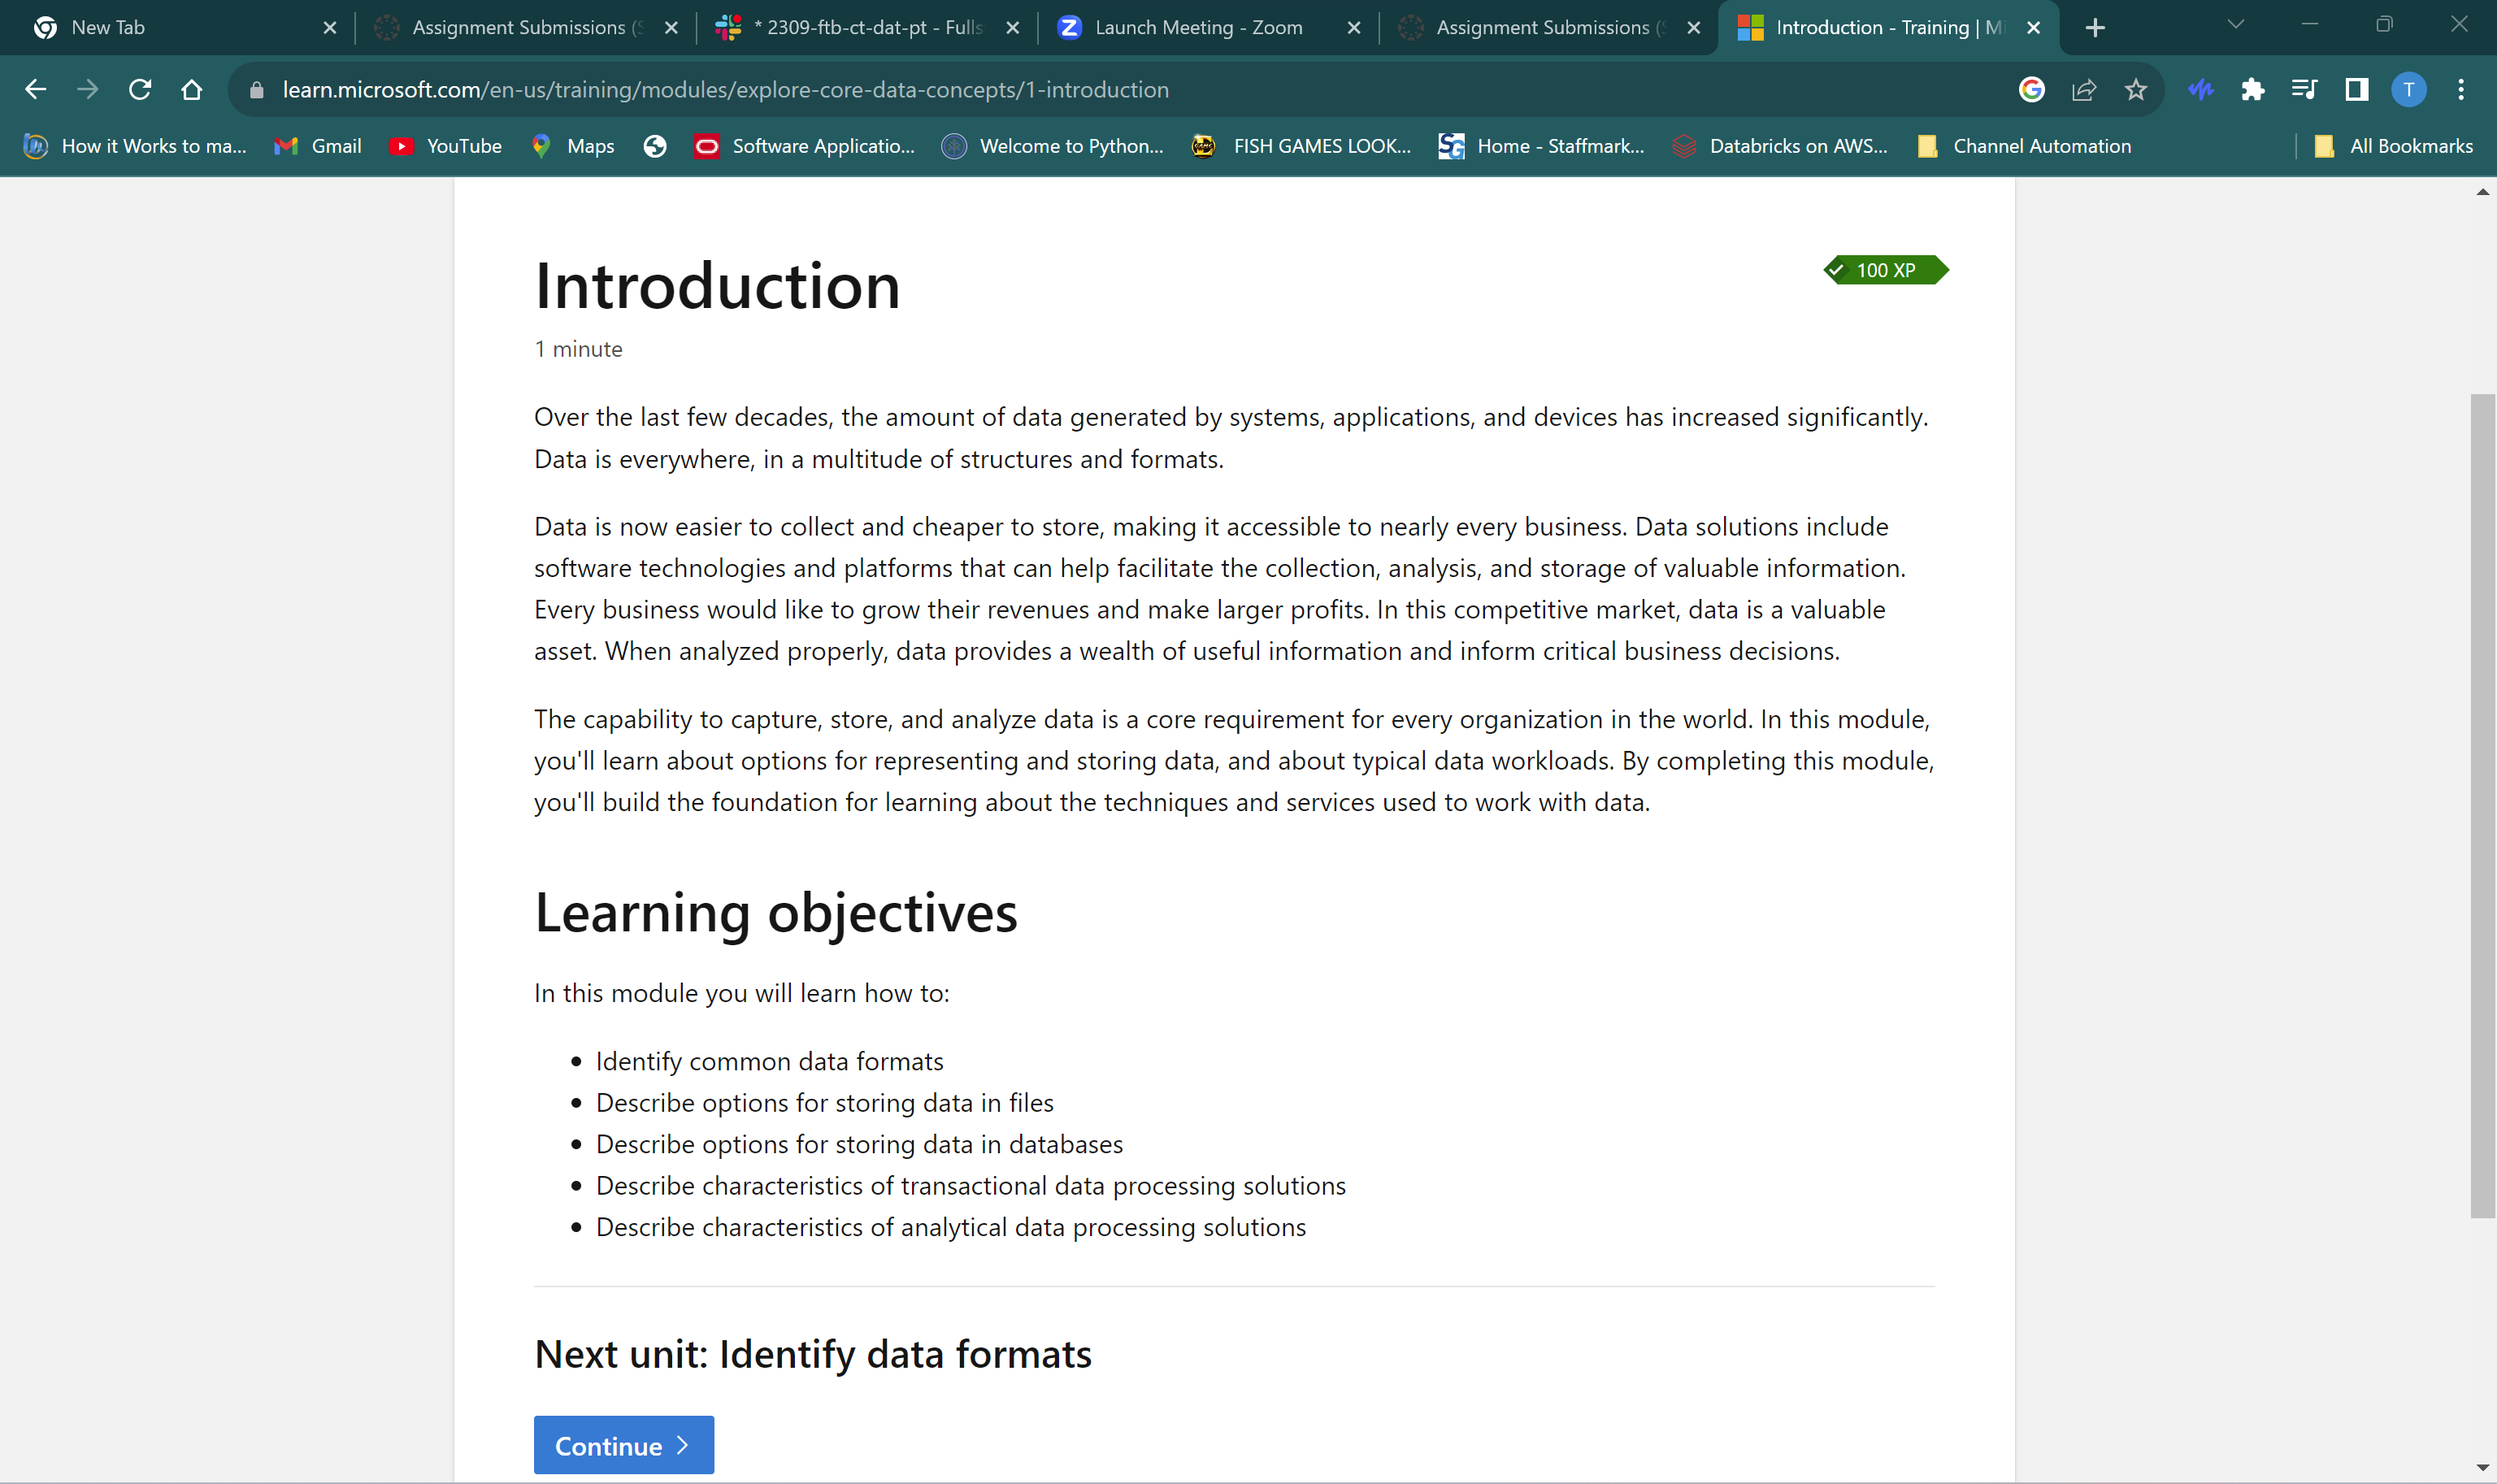 New Tab
Assignment Submissions (S
* 2309-ftb-ct-dat-pt - Fulls
Launch Meeting - Zoom
Assignment Submissions (S
Introduction - Training | Mi
learn.microsoft.com/en-us/training/modules/explore-core-data-concepts/1-introduction
T
How it Works to ma...
Gmail
YouTube
Maps
Software Applicatio...
Welcome to Python...
FISH GAMES LOOK...
Home - Staffmark...
Databricks on AWS...
Channel Automation
All Bookmarks
Introduction
100 XP
1 minute
Over the last few decades, the amount of data generated by systems, applications, and devices has increased significantly.
Data is everywhere, in a multitude of structures and formats.
Data is now easier to collect and cheaper to store, making it accessible to nearly every business. Data solutions include
software technologies and platforms that can help facilitate the collection, analysis, and storage of valuable information.
Every business would like to grow their revenues and make larger profits. In this competitive market, data is a valuable
asset. When analyzed properly, data provides a wealth of useful information and inform critical business decisions.
The capability to capture, store, and analyze data is a core requirement for every organization in the world. In this module,
you'll learn about options for representing and storing data, and about typical data workloads. By completing this module,
you'll build the foundation for learning about the techniques and services used to work with data.
Learning objectives
In this module you will learn how to:
• Identify common data formats
• Describe options for storing data in files
• Describe options for storing data in databases
• Describe characteristics of transactional data processing solutions
• Describe characteristics of analytical data processing solutions
Next unit: Identify data formats
Continue